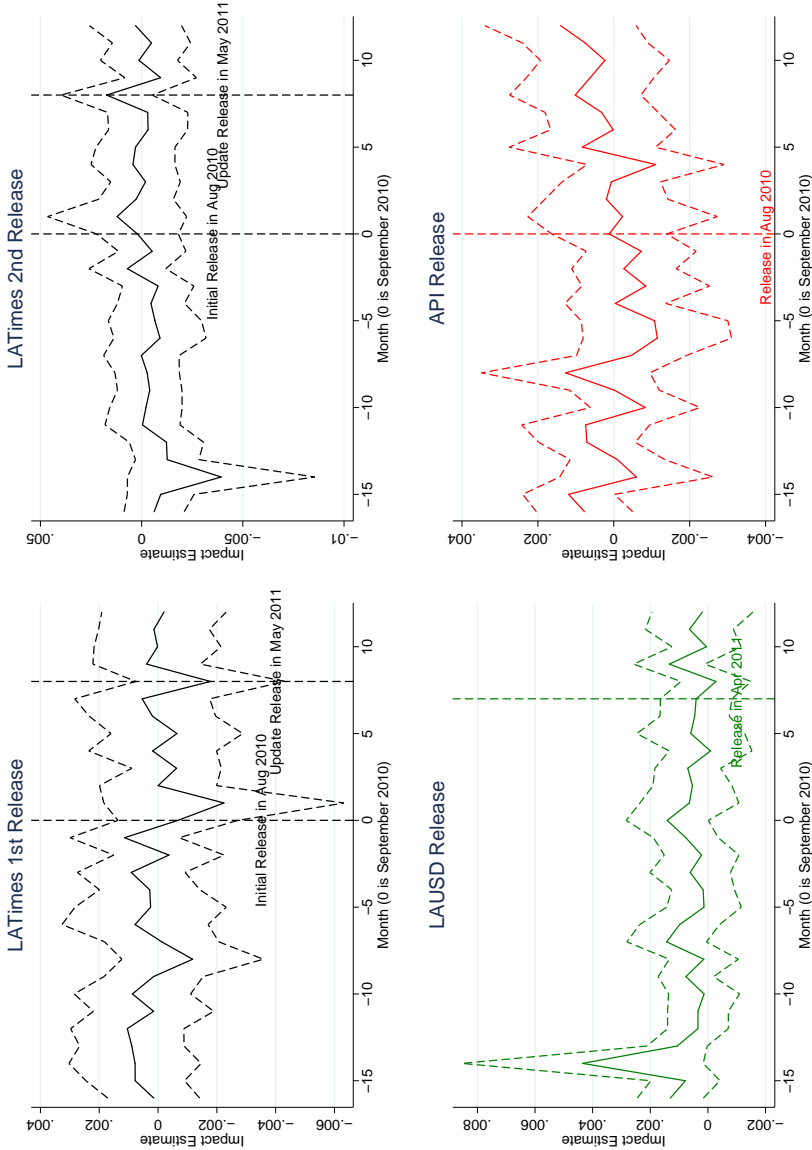 LATimes 1st Release
Impact Estimate
.004
.002
0
-.002
-.004
-.006
Initial Release in Aug 2010
Update Release in May 2011
-15
-10
-5
0
5
10
Month (0 is September 2010)
LATimes 2nd Release
Impact Estimate
.005
0
-.005
-.01
Initial Release in Aug 2010
Update Release in May 2011
-15
-10
-5
0
5
10
Month (0 is September 2010)
LAUSD Release
Impact Estimate
.008
.006
.004
.002
0
-.002
Release in Apr 2011
-15
-10
-5
0
5
10
Month (0 is September 2010)
API Release
Impact Estimate
.004
.002
0
-.002
-.004
Release in Aug 2010
-15
-10
-5
0
5
10
Month (0 is September 2010)